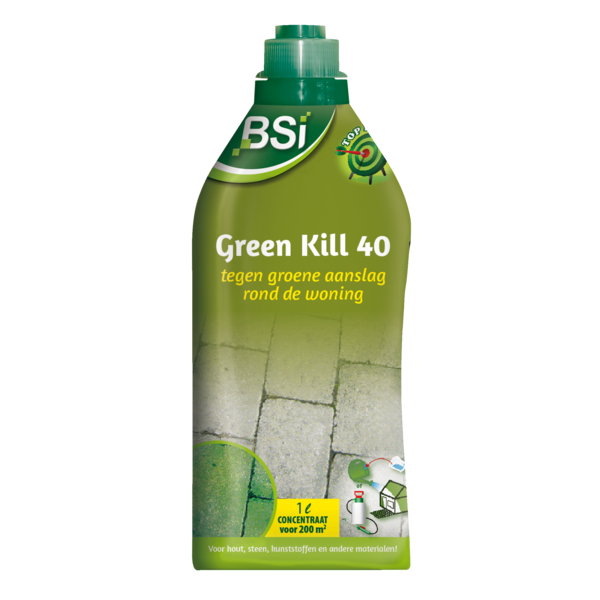 BSi
TOP
Green Kill 40
tegen groene aanslag
rond de woning
1 ℓ
CONCENTRAAT
voor 200 m²
Voor hout, steen, kunststoffen en andere materialen!